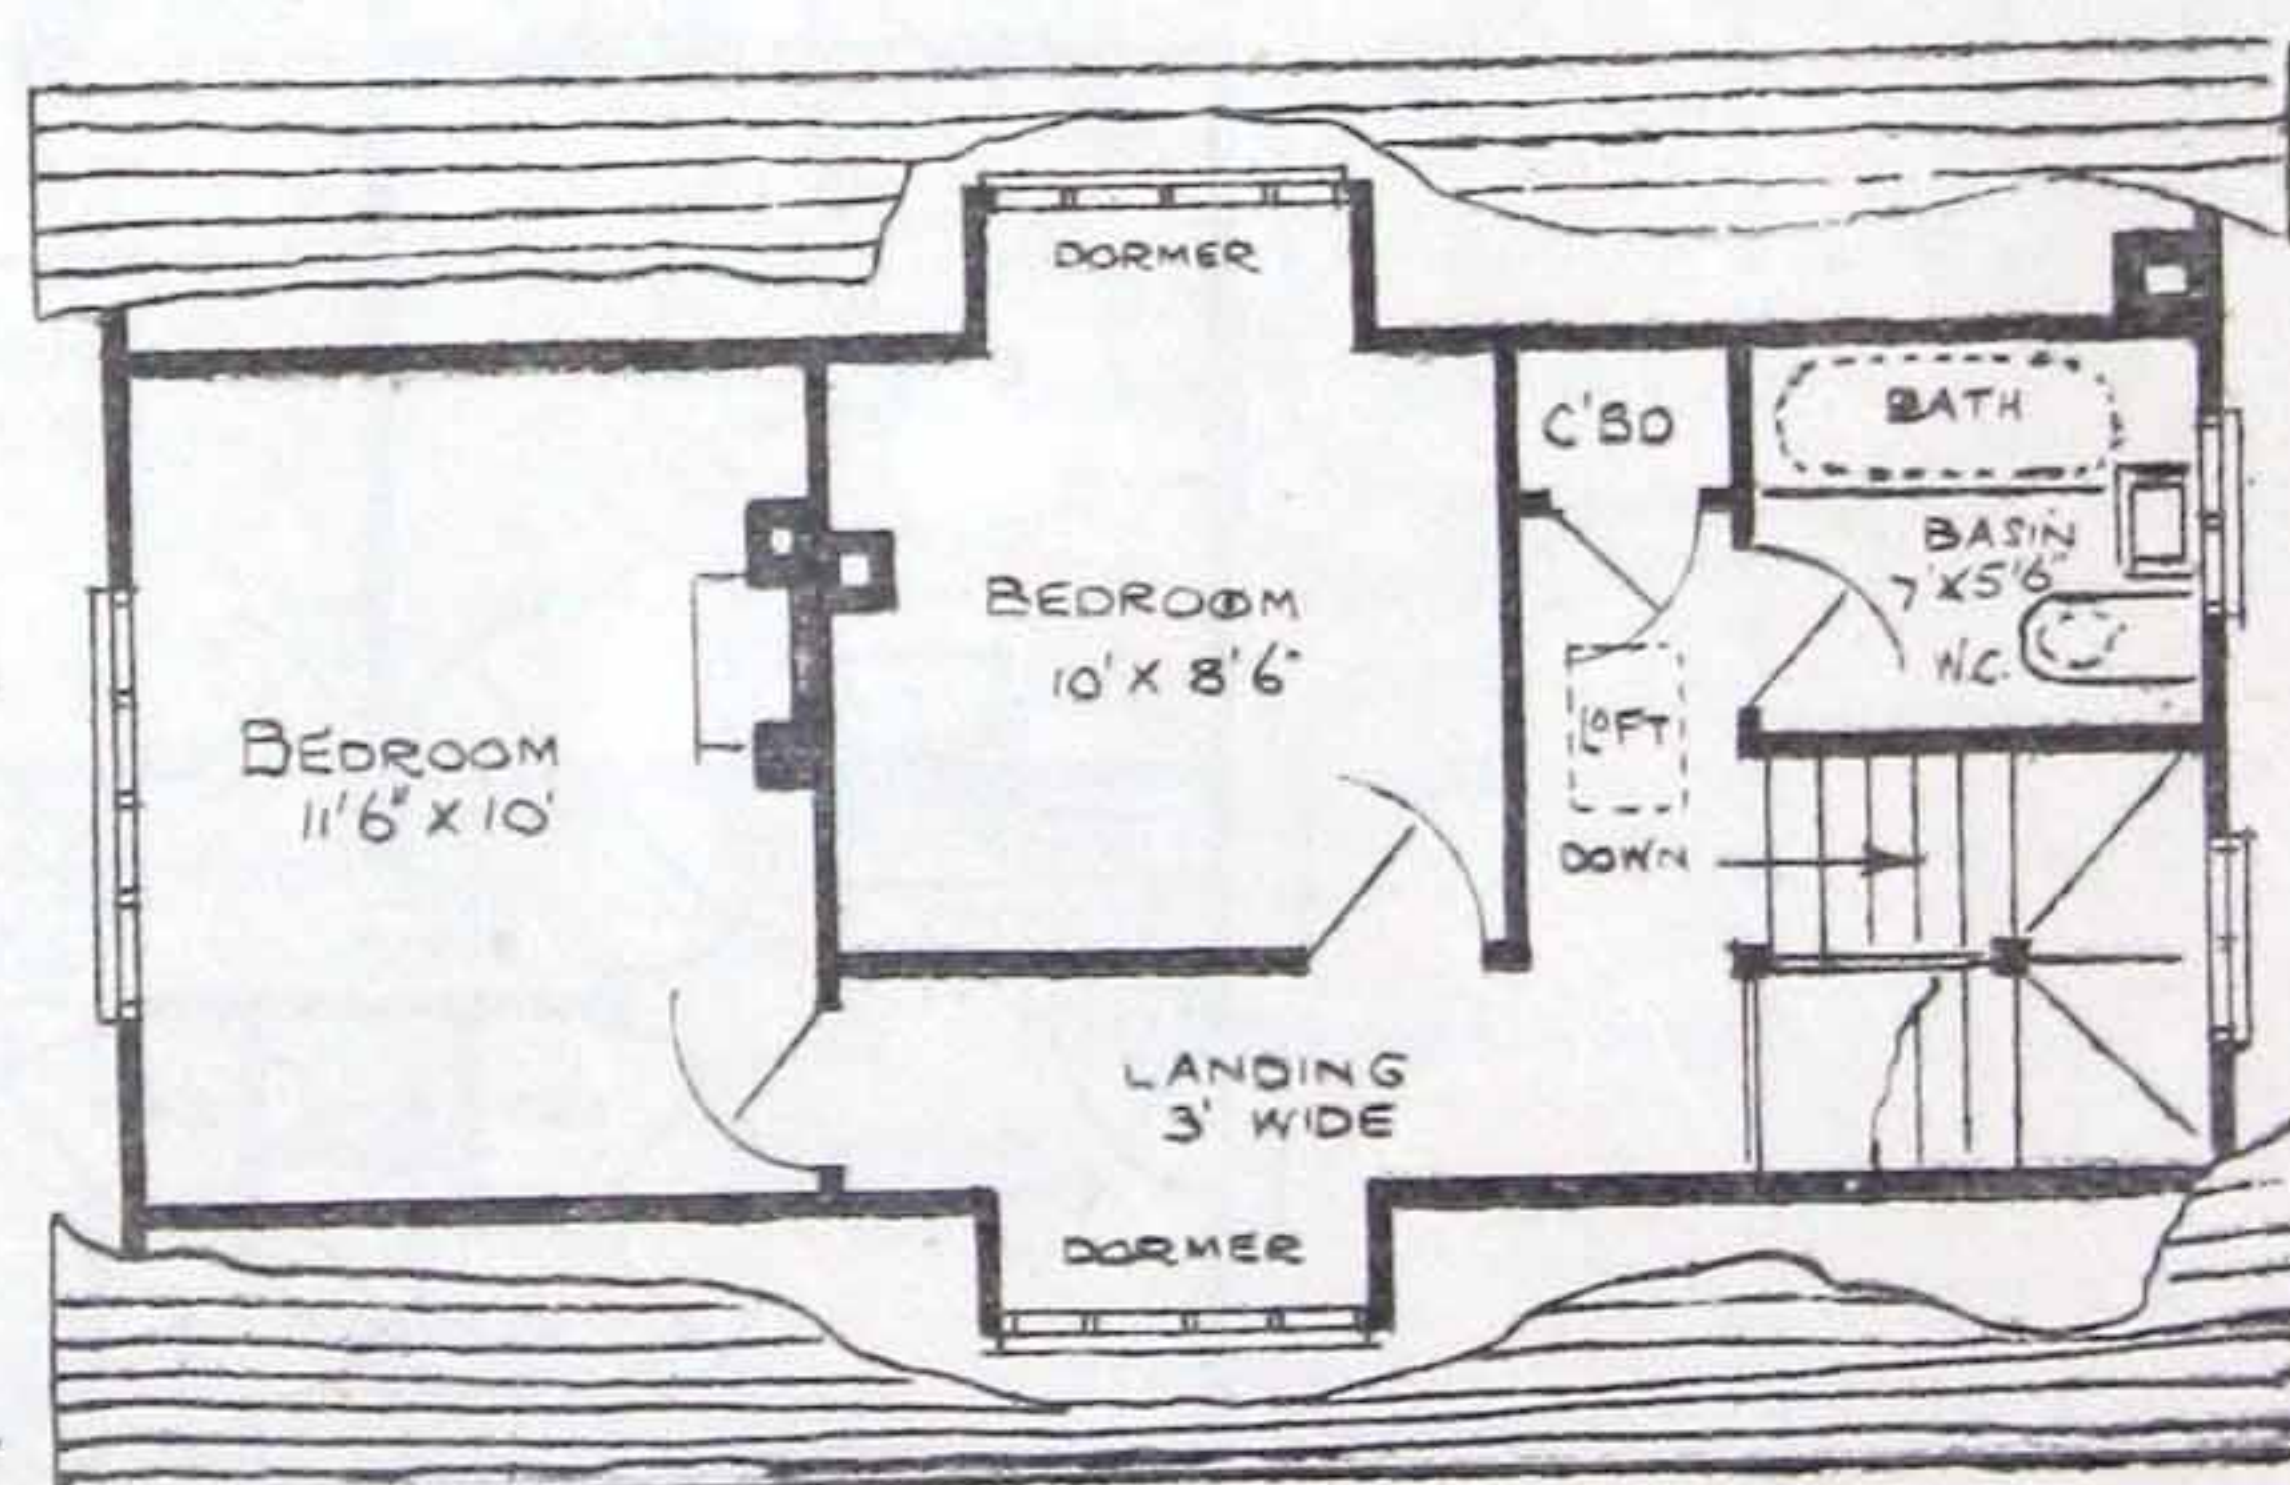 DORMER
C'BD
BATH
BASIN
7'X5'6"
W.C.
BEDROOM
10' X 8'6"
LOFT
BEDROOM
11'6" X 10'
DOWN
LANDING
3' WIDE
DORMER